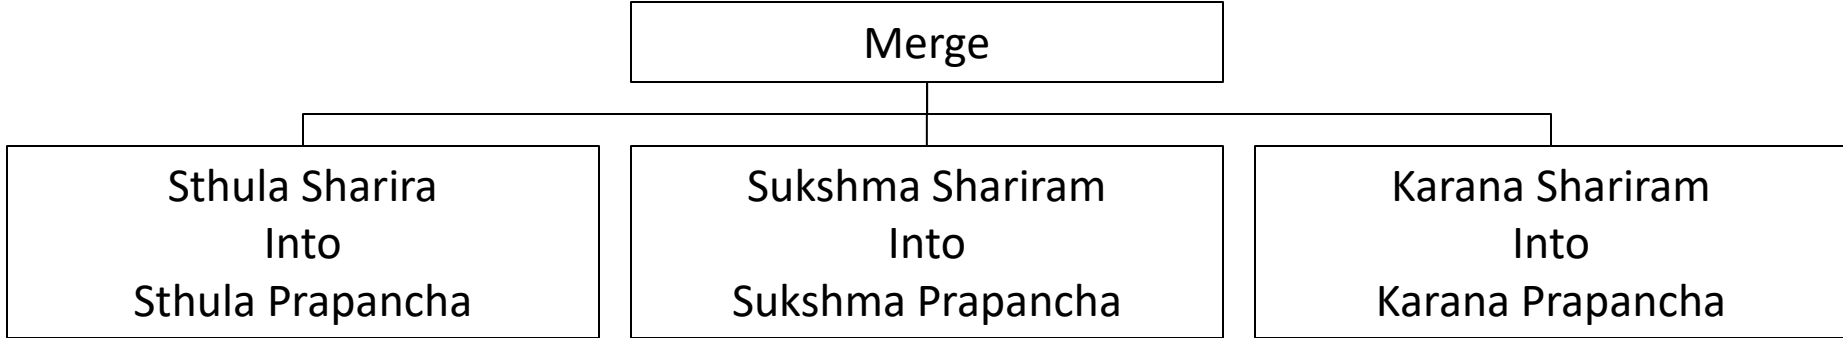 Merge
Sthula Sharira
Into
Sthula Prapancha
Sukshma Shariram
Into
Sukshma Prapancha
Karana Shariram
Into
Karana Prapancha